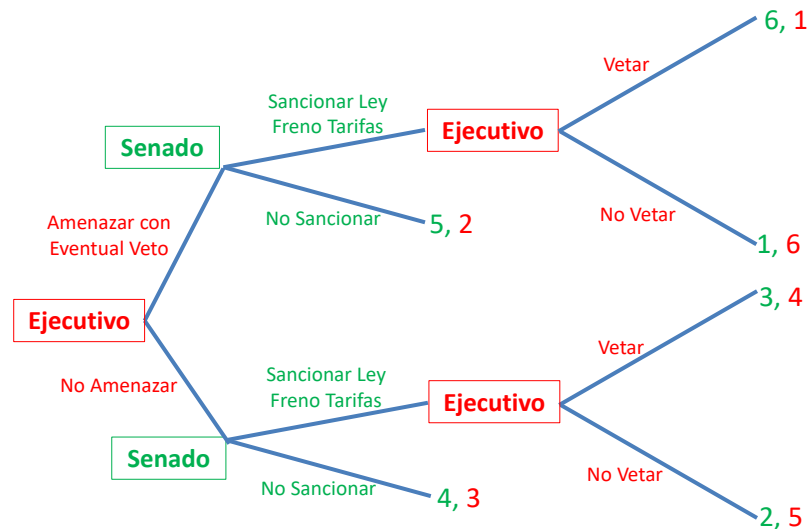 6, 1
Vetar
Sancionar Ley
Freno Tarifas
Ejecutivo
Senado
No Vetar
No Sancionar
5, 2
Amenazar con
Eventual Veto
1, 6
3, 4
Ejecutivo
Vetar
Sancionar Ley
Freno Tarifas
No Amenazar
Ejecutivo
Senado
No Vetar
No Sancionar
4, 3
2, 5